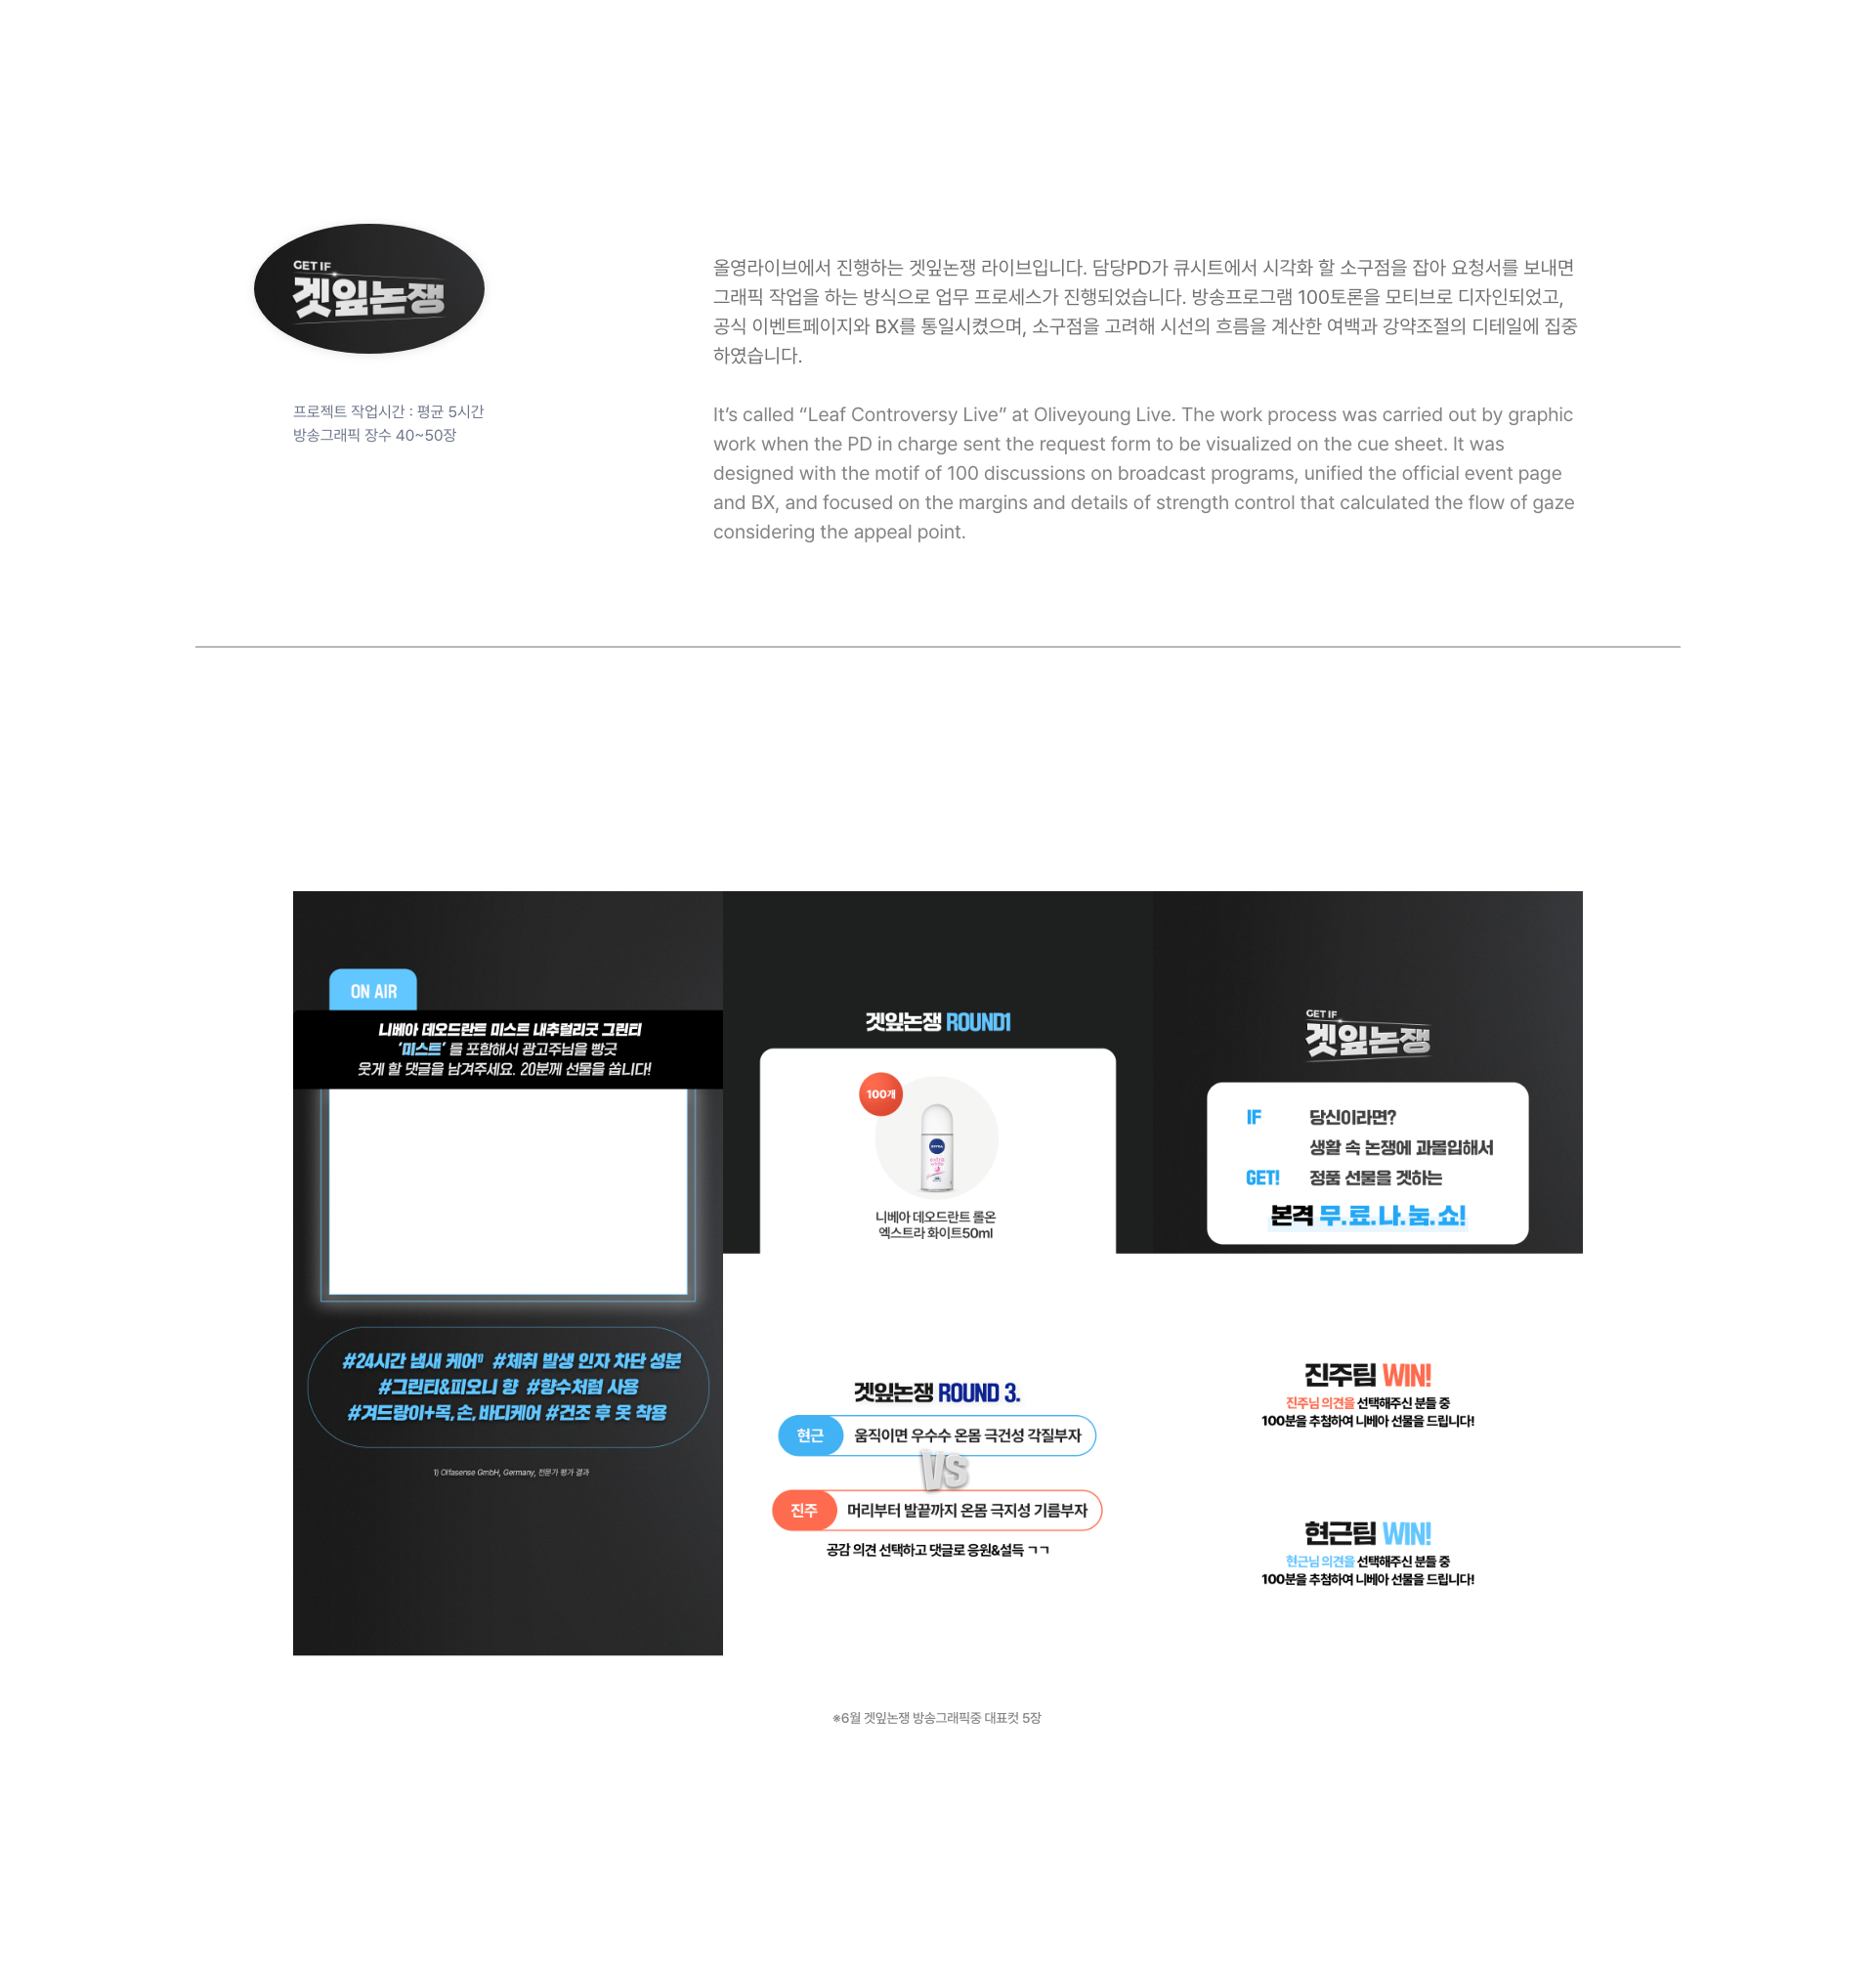 GET IF
겟잎논쟁
프로젝트 작업시간 : 평균 5시간
방송그래픽 장수 40~50장
올영라이브에서 진행하는 겟잎논쟁 라이브입니다. 담당PD가 큐시트에서 시각화 할 소구점을 잡아 요청서를 보내면
그래픽 작업을 하는 방식으로 업무 프로세스가 진행되었습니다. 방송프로그램 100토론을 모티브로 디자인되었고,
공식 이벤트페이지와 BX를 통일시켰으며, 소구점을 고려해 시선의 흐름을 계산한 여백과 강약조절의 디테일에 집중
하였습니다.
It’s called “Leaf Controversy Live” at Oliveyoung Live. The work process was carried out by graphic
work when the PD in charge sent the request form to be visualized on the cue sheet. It was
designed with the motif of 100 discussions on broadcast programs, unified the official event page
and BX, and focused on the margins and details of strength control that calculated the flow of gaze
considering the appeal point.
ON AIR
니베아 데오드란트 미스트 내추럴리굿 그린티
‘미스트’ 를 포함해서 광고주님을 빵긋
웃게 할 댓글을 남겨주세요. 20분께 선물을 쏩니다!
#24시간 냄새 케어1) #체취 발생 인자 차단 성분
#그린티&피오니 향 #향수처럼 사용
#겨드랑이+목, 손, 바디케어 #건조 후 옷 착용
1) Olfasense GmbH, Germany, 전문가 평가 결과
겟잎논쟁 ROUND1
100개
NIVEA
extra
white
니베아 데오드란트 롤온
엑스트라 화이트50ml
겟잎논쟁 ROUND 3.
현근 움직이면 우수수 온몸 극건성 각질부자
VS
진주 머리부터 발끝까지 온몸 극지성 기름부자
공감 의견 선택하고 댓글로 응원&설득 ㄱㄱ
GET IF
겟잎논쟁
IF 당신이라면?
생활 속 논쟁에 과몰입해서
GET! 정품 선물을 겟하는
본격 무.료.나.눔.쇼!
진주팀 WIN!
진주님 의견을 선택해주신 분들 중
100분을 추첨하여 니베아 선물을 드립니다!
현근팀 WIN!
현근님 의견을 선택해주신 분들 중
100분을 추첨하여 니베아 선물을 드립니다!
※6월 겟잎논쟁 방송그래픽중 대표컷 5장